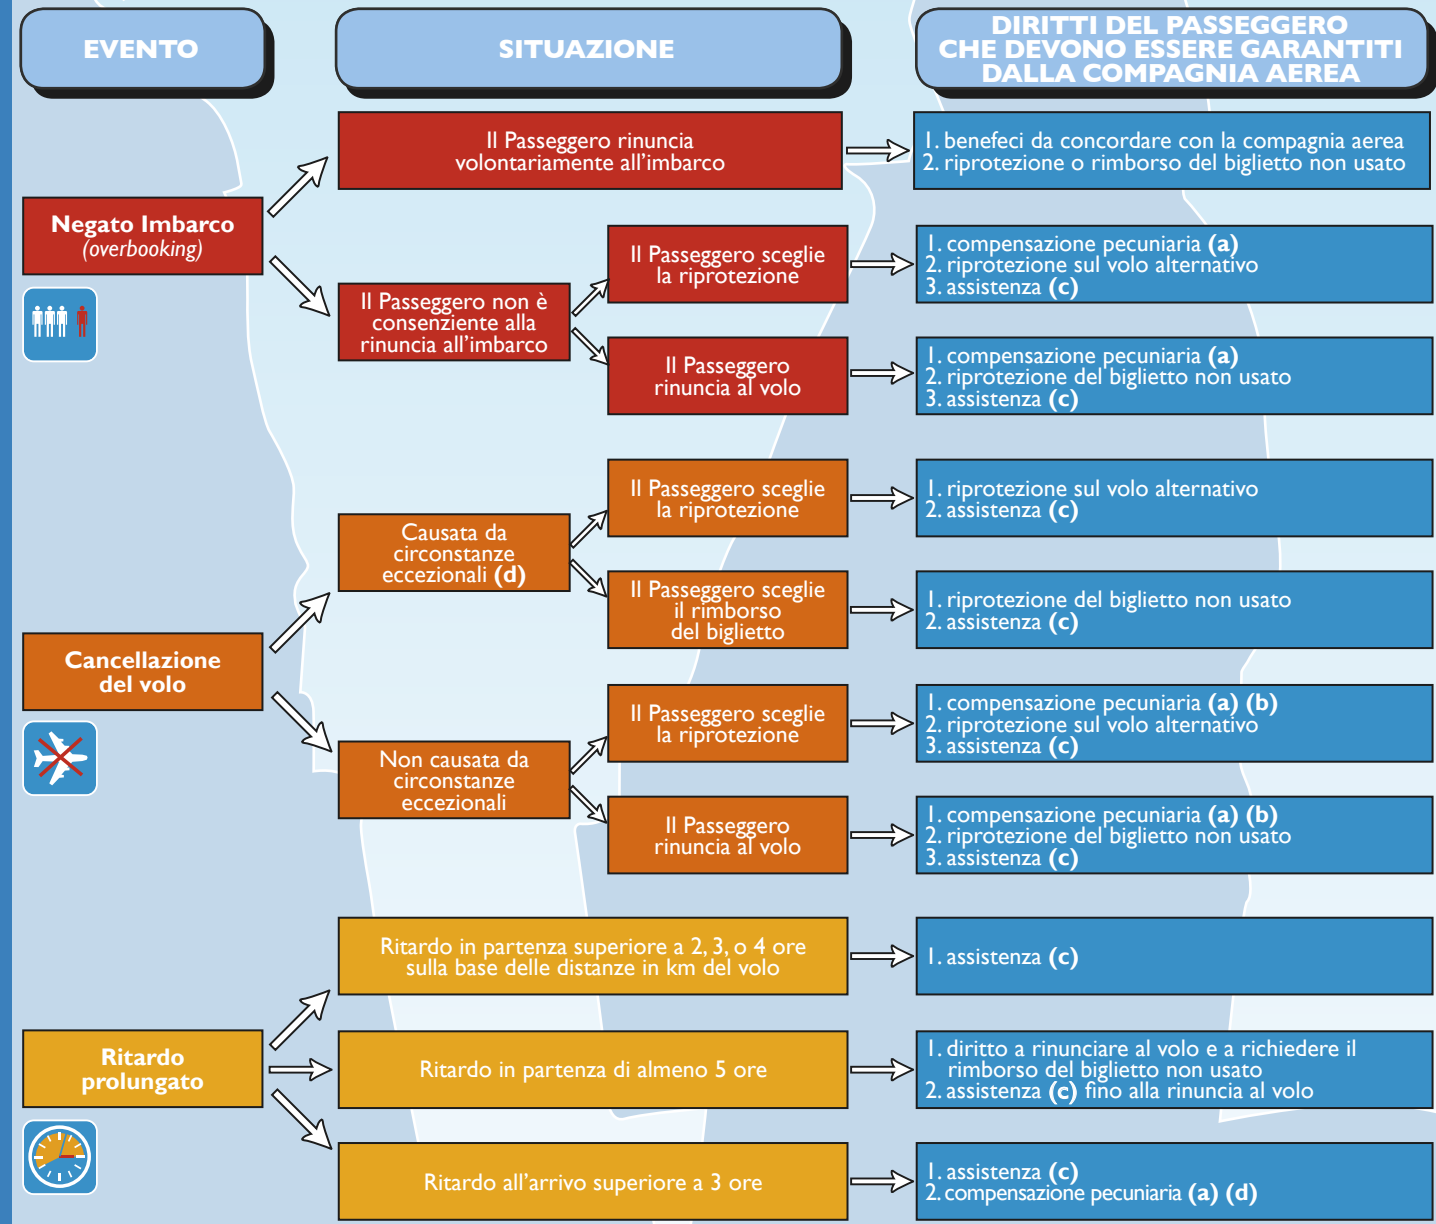 EVENTO
SITUAZIONE
DIRITTI DEL PASSEGGERO
CHE DEVONO ESSERE GARANTITI
DALLA COMPAGNIA AEREA
Negato Imbarco
(overbooking)
Il Passeggero rinuncia
volontariamente all'imbarco
1. benefeci da concordare con la compagnia aerea
2. riprotezione o rimborso del biglietto non usato
Il Passeggero non è
consenziente alla
rinuncia all'imbarco
Il Passeggero sceglie
la riprotezione
1. compensazione pecuniaria (a)
2. riprotezione sul volo alternativo
3. assistenza (c)
Il Passeggero
rinuncia al volo
1. compensazione pecuniaria (a)
2. riprotezione del biglietto non usato
3. assistenza (c)
Cancellazione
del volo
Causata da
circonstanze
eccezionali (d)
Il Passeggero sceglie
la riprotezione
1. riprotezione sul volo alternativo
2. assistenza (c)
Il Passeggero sceglie
il rimborso
del biglietto
1. riprotezione del biglietto non usato
2. assistenza (c)
Non causata da
circonstanze
eccezionali
Il Passeggero sceglie
la riprotezione
1. compensazione pecuniaria (a) (b)
2. riprotezione sul volo alternativo
3. assistenza (c)
Il Passeggero
rinuncia al volo
1. compensazione pecuniaria (a) (b)
2. riprotezione del biglietto non usato
3. assistenza (c)
Ritardo
prolungato
Ritardo in partenza superiore a 2, 3, o 4 ore
sulla base delle distanze in km del volo
1. assistenza (c)
Ritardo in partenza di almeno 5 ore
1. diritto a rinunciare al volo e a richiedere il
rimborso del biglietto non usato
2. assistenza (c) fino alla rinuncia al volo
Ritardo all'arrivo superiore a 3 ore
1. assistenza (c)
2. compensazione pecuniaria (a) (d)